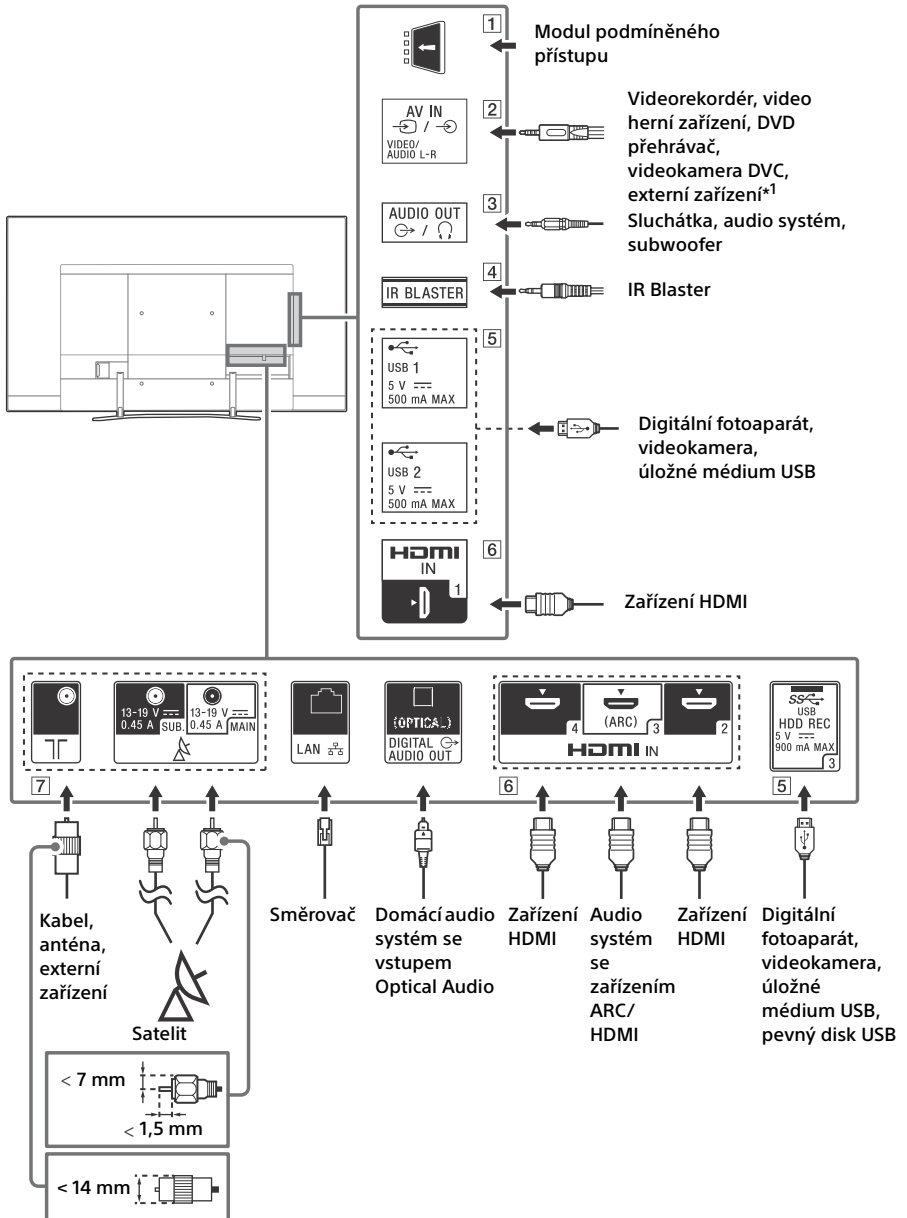 1
Modul podmíněného
přístupu
AV IN
/
VIDEO/
AUDIO L-R
2
Videorekordér, video
herní zařízení, DVD
přehrávač,
videokamera DVC,
externí zařízení*1
AUDIO OUT
/
3
Sluchátka, audio systém,
subwoofer
4
IR BLASTER
IR Blaster
5
USB 1
5 V
500 mA MAX
USB 2
5 V
500 mA MAX
Digitální fotoaparát,
videokamera,
úložné médium USB
6
HDMI
IN
1
Zařízení HDMI
13-19 V
0.45 A SUB.
13-19 V
0.45 A MAIN
LAN
(OPTICAL)
DIGITAL
AUDIO OUT
4
(ARC) 3
2
HDMI IN
SS
USB
HDD REC
5 V
900 mA MAX
3
7
6
5
Kabel,
anténa,
externí
zařízení
Satelit
Směrovač
Domácí audio
systém se
vstupem
Optical Audio
Zařízení
HDMI
Audio
systém
se
zařízením
ARC/
HDMI
Zařízení
HDMI
Digitální
fotoaparát,
videokamera,
úložné
médium USB,
pevný disk USB
< 7 mm
< 1,5 mm
< 14 mm